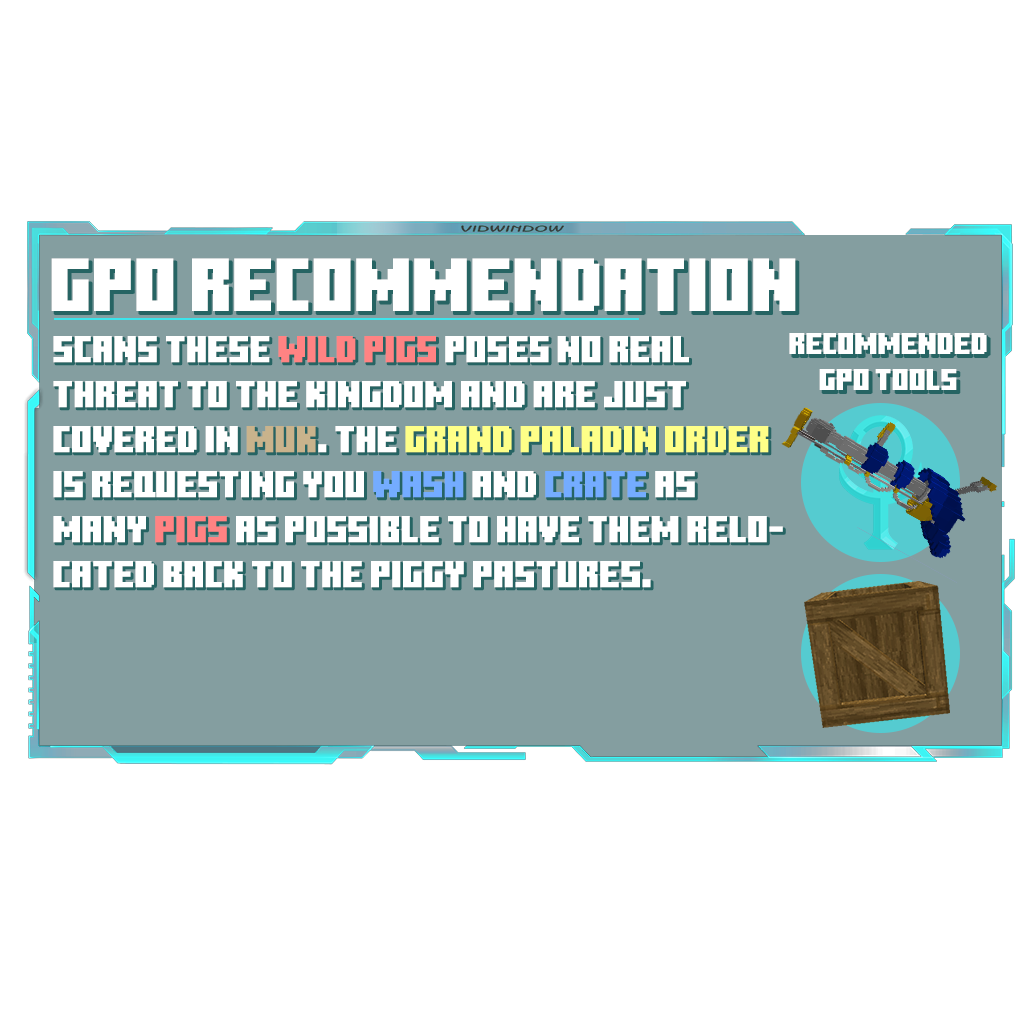 VIDWINDOW
GPO RECOMMENDATION
SCANS THESE WILD PIGS POSES NO REAL
THREAT TO THE KINGDOM AND ARE JUST
COVERED IN MUK. THE GRAND PALADIN ORDER
IS REQUESTING YOU WASH AND CRATE AS
MANY PIGS AS POSSIBLE TO HAVE THEM RELO-
CATED BACK TO THE PIGGY PASTURES.
RECOMMENDED
GPO TOOLS